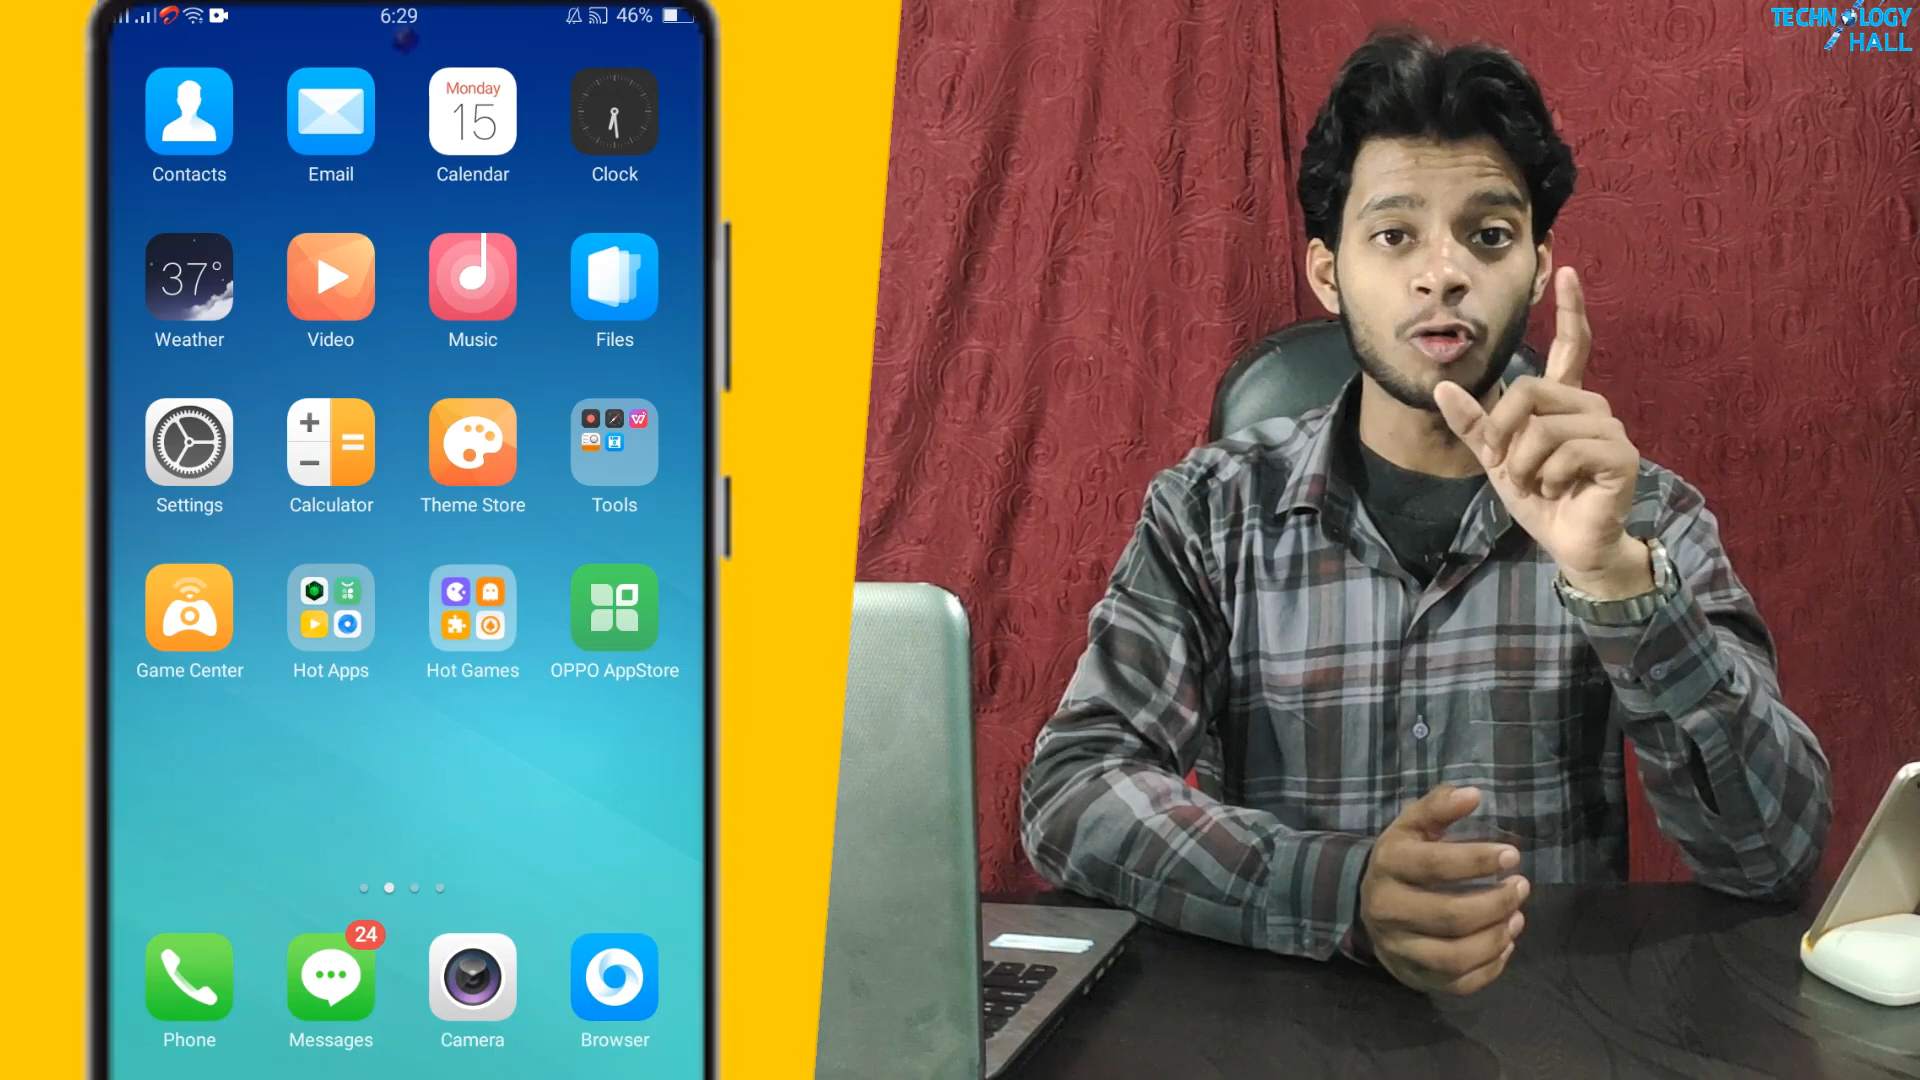 6:29
46%
TECHNOLOGY
HALL
Monday
15
Contacts
Email
Calendar
Clock
37°
Weather
Video
Music
Files
Settings
Calculator
Theme Store
Tools
Game Center
Hot Apps
Hot Games
OPPO AppStore
24
Phone
Messages
Camera
Browser